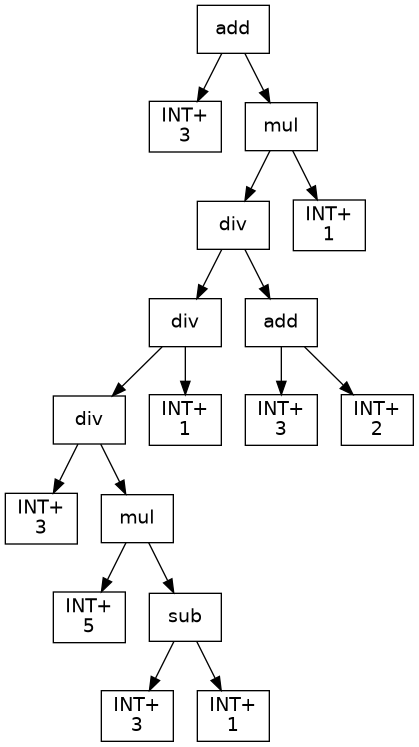 add
INT+
3
mul
div
INT+
1
div
add
div
INT+
1
INT+
3
INT+
2
INT+
3
mul
INT+
5
sub
INT+
3
INT+
1